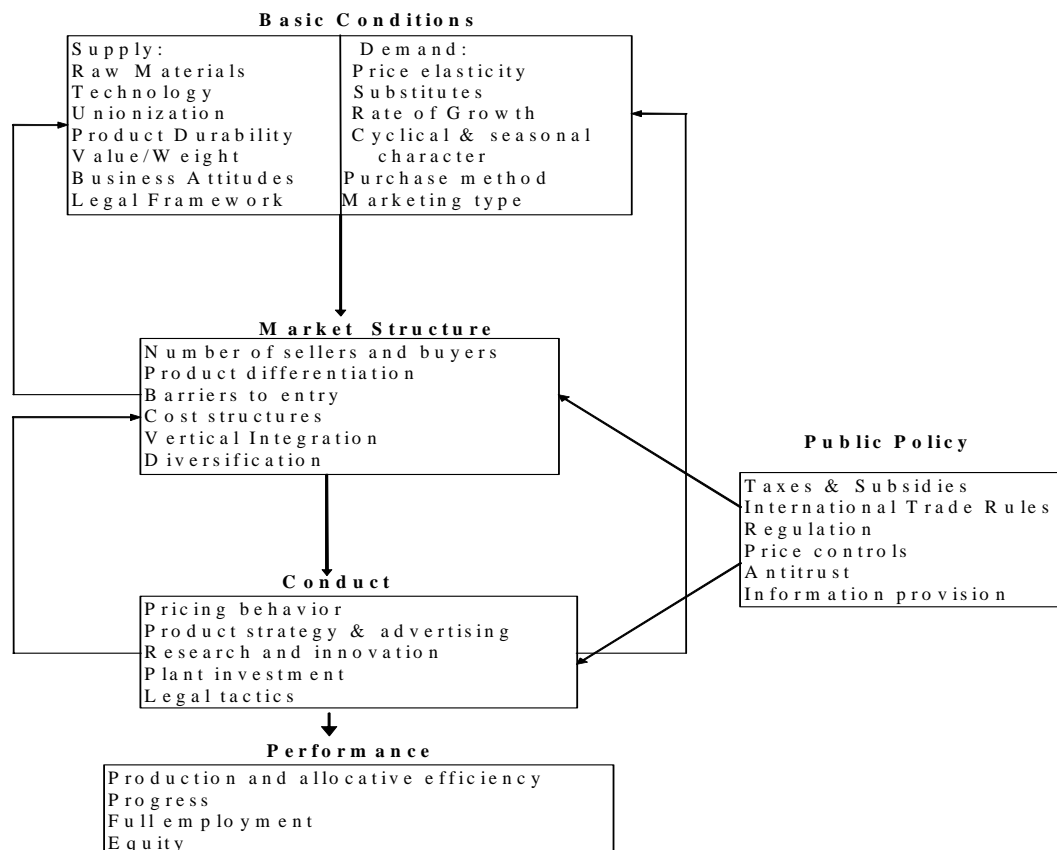 Basic Conditions
Supply:
Raw Materials
Technology
Unionization
Product Durability
Value/Weight
Business Attitudes
Legal Framework
Demand:
Price elasticity
Substitutes
Rate of Growth
Cyclical & seasonal
character
Purchase method
Marketing type
Market Structure
Number of sellers and buyers
Product differentiation
Barriers to entry
Cost structures
Vertical Integration
Diversification
Public Policy
Taxes & Subsidies
International Trade Rules
Regulation
Price controls
Antitrust
Information provision
Conduct
Pricing behavior
Product strategy & advertising
Research and innovation
Plant investment
Legal tactics
Performance
Production and allocative efficiency
Progress
Full employment
Equity